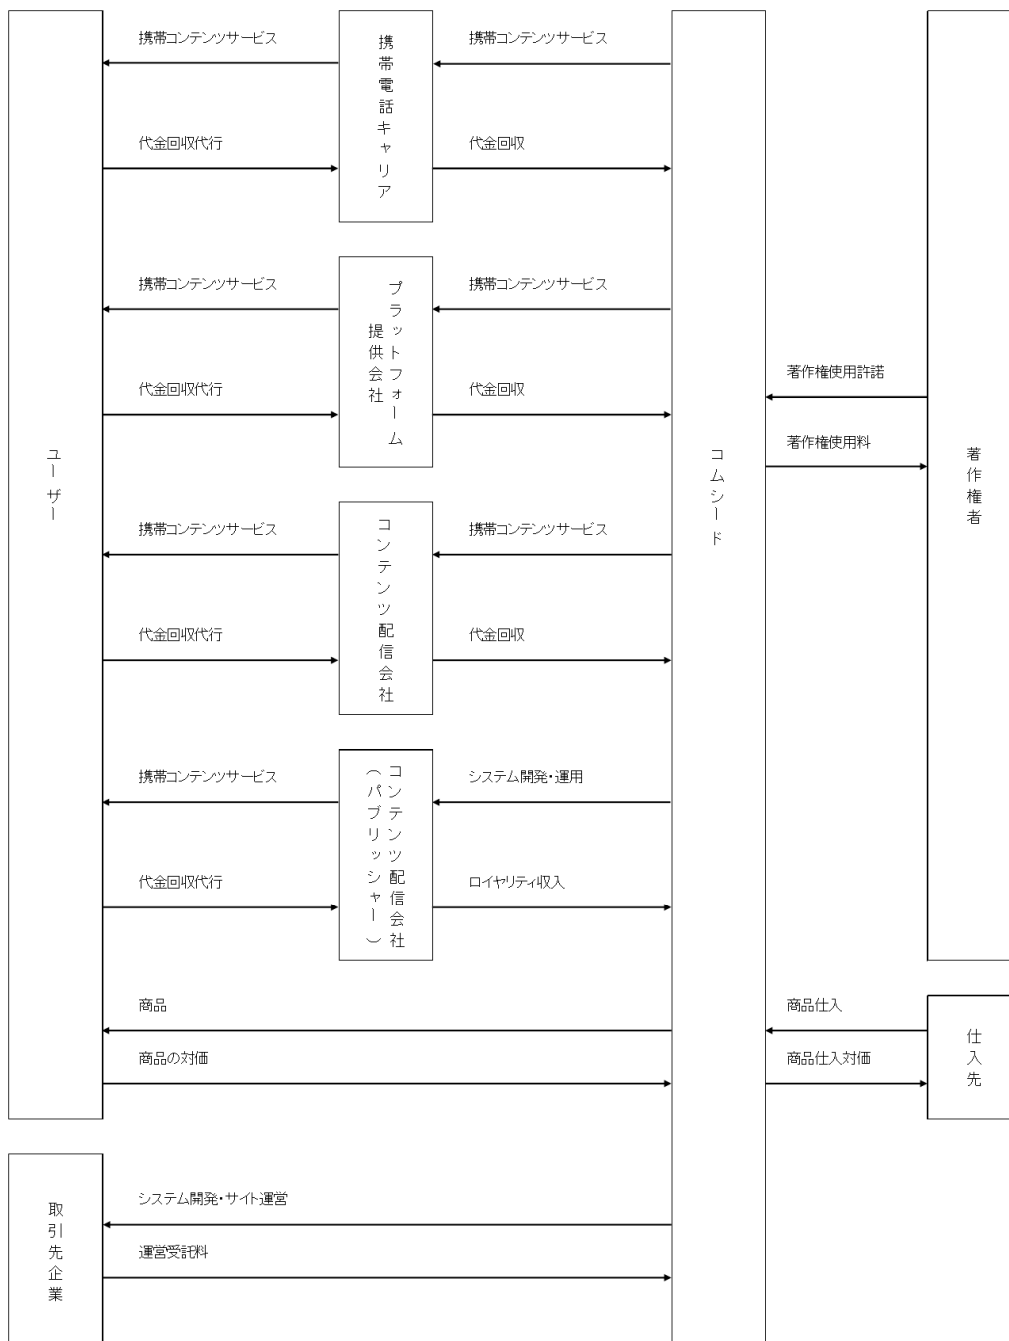 携帯コンテンツサービス
携帯電話キャリア
携帯コンテンツサービス
代金回収代行
代金回収
携帯コンテンツサービス
プラットフォーム
提供会社
携帯コンテンツサービス
代金回収代行
代金回収
著作権使用許諾
著作権使用料
ユーザー
コムシード
著作権者
携帯コンテンツサービス
コンテンツ配信会社
携帯コンテンツサービス
代金回収代行
代金回収
携帯コンテンツサービス
コンテンツ配信会社
（パブリッシャー）
システム開発・運用
代金回収代行
ロイヤリティ収入
商品
商品仕入
商品の対価
商品仕入対価
仕入先
取引先企業
システム開発・サイト運営
運営受託料